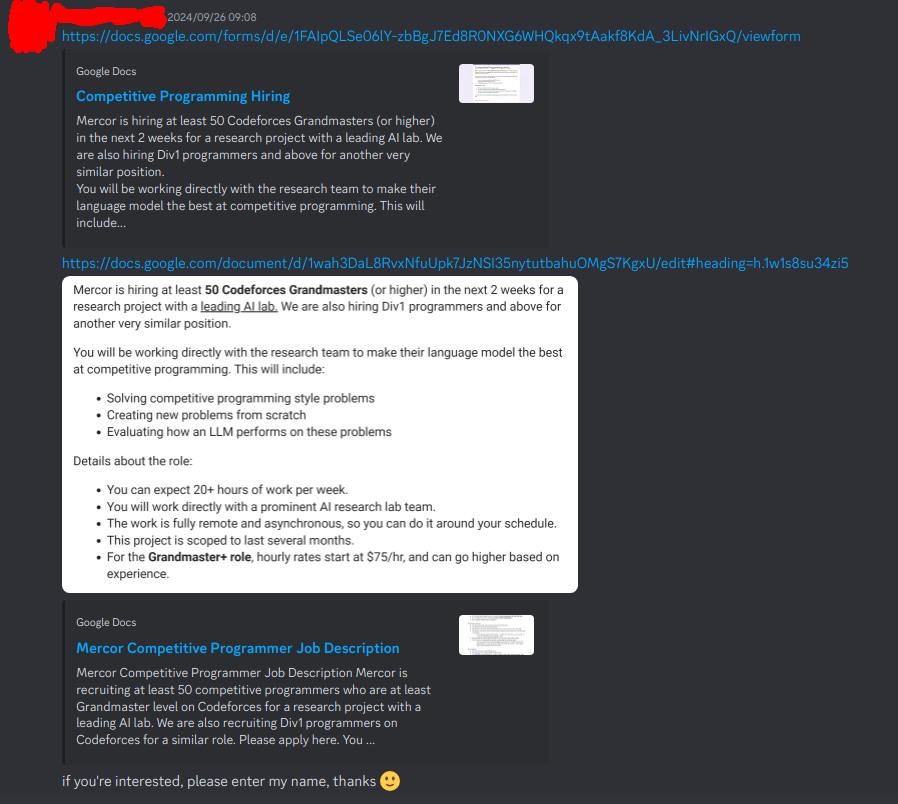 2024/09/26 09:08
https://docs.google.com/forms/d/e/1FAIpQLSe06lY-zbBgJ7Ed8R0NXG6WHQkqx9tAakf8KdA_3LivNrIGxQ/viewform
Google Docs
Competitive Programming Hiring
Mercor is hiring at least 50 Codeforces Grandmasters (or higher)
in the next 2 weeks for a research project with a leading AI lab. We
are also hiring Div1 programmers and above for another very
similar position.
You will be working directly with the research team to make their
language model the best at competitive programming. This will
include...
https://docs.google.com/document/d/1wah3DaL8RvxNfuUpk7JzNSI35nytutbahuOMgS7KgxU/edit#heading=h.1w1s8su34zi5
Mercor is hiring at least 50 Codeforces Grandmasters (or higher) in the next 2 weeks for a
research project with a leading AI lab. We are also hiring Div1 programmers and above for
another very similar position.
You will be working directly with the research team to make their language model the best
at competitive programming. This will include:
• Solving competitive programming style problems
• Creating new problems from scratch
• Evaluating how an LLM performs on these problems
Details about the role:
• You can expect 20+ hours of work per week.
• You will work directly with a prominent AI research lab team.
• The work is fully remote and asynchronous, so you can do it around your schedule.
• This project is scoped to last several months.
• For the Grandmaster+ role, hourly rates start at $75/hr, and can go higher based on
experience.
Google Docs
Mercor Competitive Programmer Job Description
Mercor Competitive Programmer Job Description Mercor is
recruiting at least 50 competitive programmers who are at least
Grandmaster level on Codeforces for a research project with a
leading AI lab. We are also recruiting Div1 programmers on
Codeforces for a similar role. Please apply here. You ...
if you're interested, please enter my name, thanks 🙂